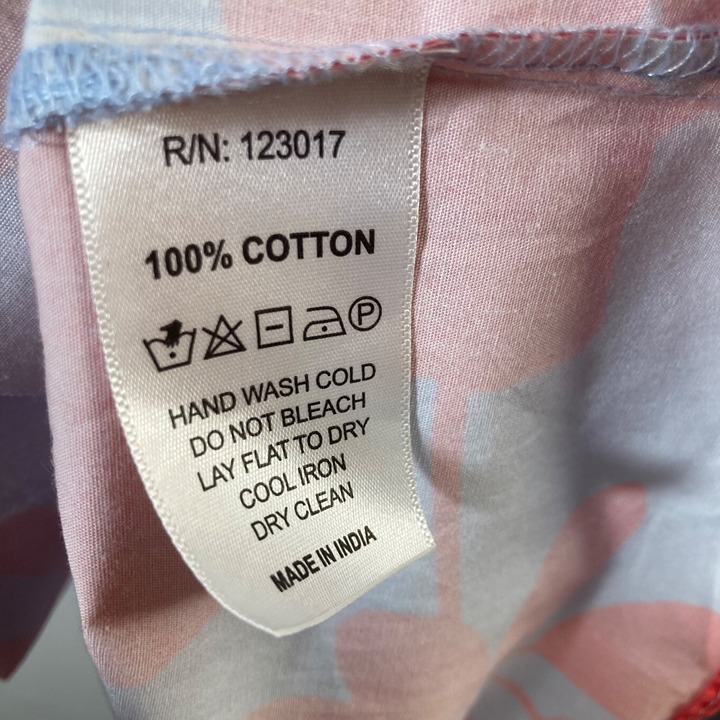 R/N: 123017
100% COTTON
P
HAND WASH COLD
DO NOT BLEACH
LAY FLAT TO DRY
COOL IRON
DRY CLEAN
MADE IN INDIA